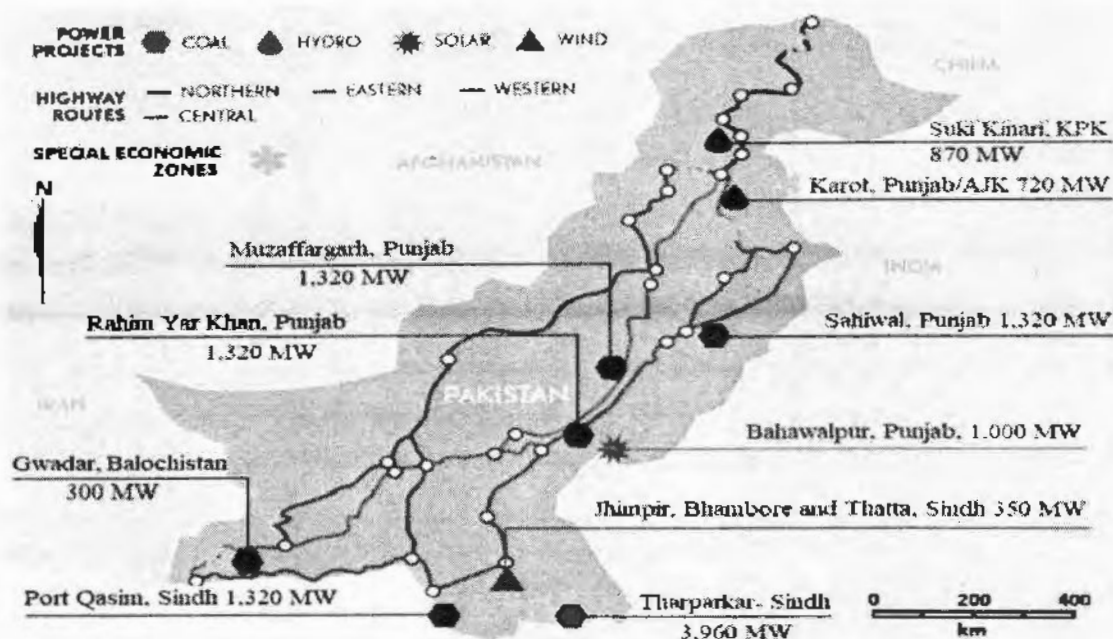 POWER PROJECTS COAL HYDRO SOLAR WIND
HIGHWAY ROUTES NORTHERN EASTERN WESTERN
CENTRAL
SPECIAL ECONOMIC ZONES
N
CHINA
AFGHANISTAN
Suki Kinari, KPK
870 MW
Karot, Punjab/AJK 720 MW
Muzaffargarh, Punjab
1.320 MW
INDIA
Rahim Yar Khan, Punjab
1.320 MW
Sahiwal, Punjab 1.320 MW
PAKISTAN
IRAN
Bahawalpur, Punjab, 1.000 MW
Gwadar, Balochistan
300 MW
Jhimpir, Bhambore and Thatta, Sindh 350 MW
Port Qasim, Sindh 1.320 MW
Tharparkar- Sindh
3.960 MW
0 200 400
km